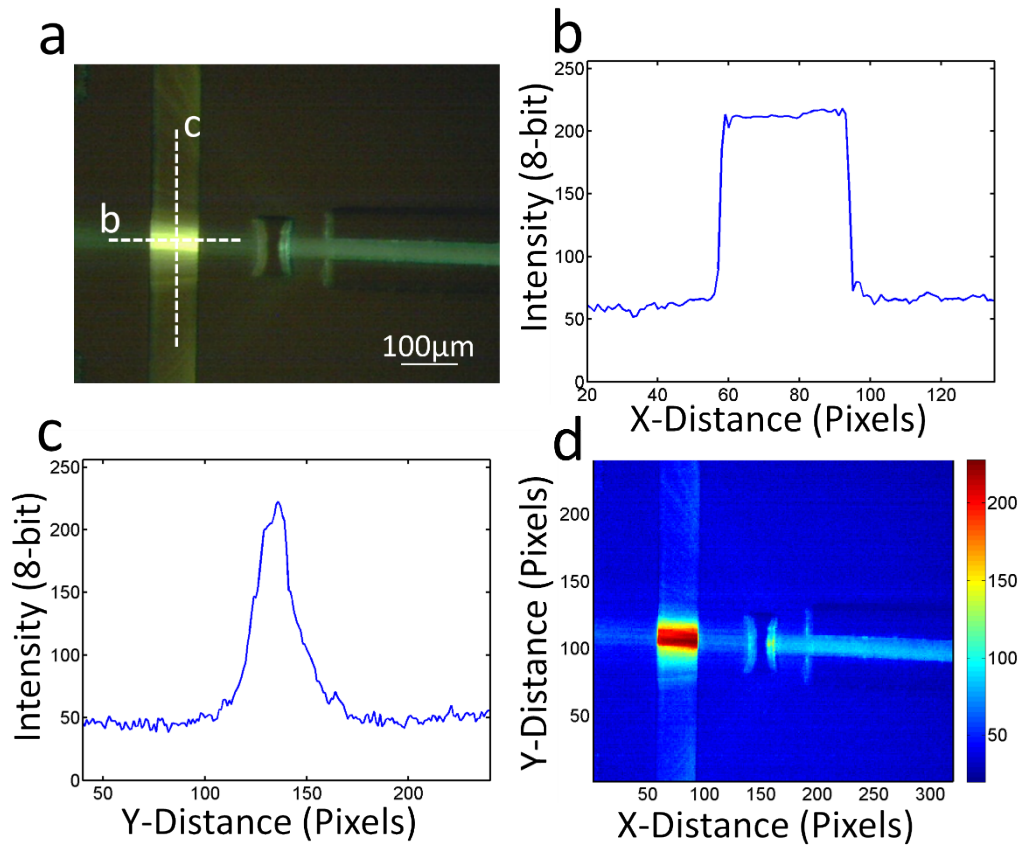 a
c
b
100µm
b
Intensity (8-bit)
250
200
150
100
50
0
20 40 60 80 100 120
X-Distance (Pixels)
c
Intensity (8-bit)
250
200
150
100
50
0
50 100 150 200
Y-Distance (Pixels)
d
Y-Distance (Pixels)
200
150
100
50
50 100 150 200 250 300
X-Distance (Pixels)
200
150
100
50